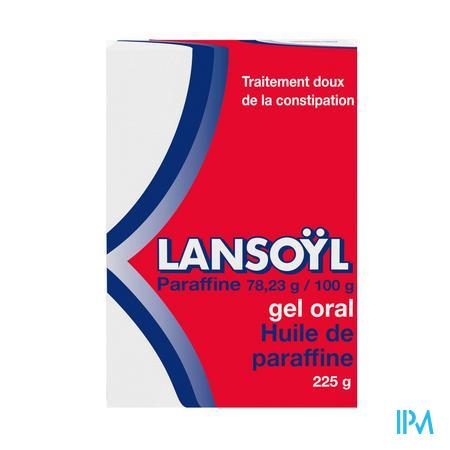 Traitement doux
de la constipation
LANSOŸL
Paraffine 78,23 g / 100 g
gel oral
Huile de
paraffine
225 g
IPM